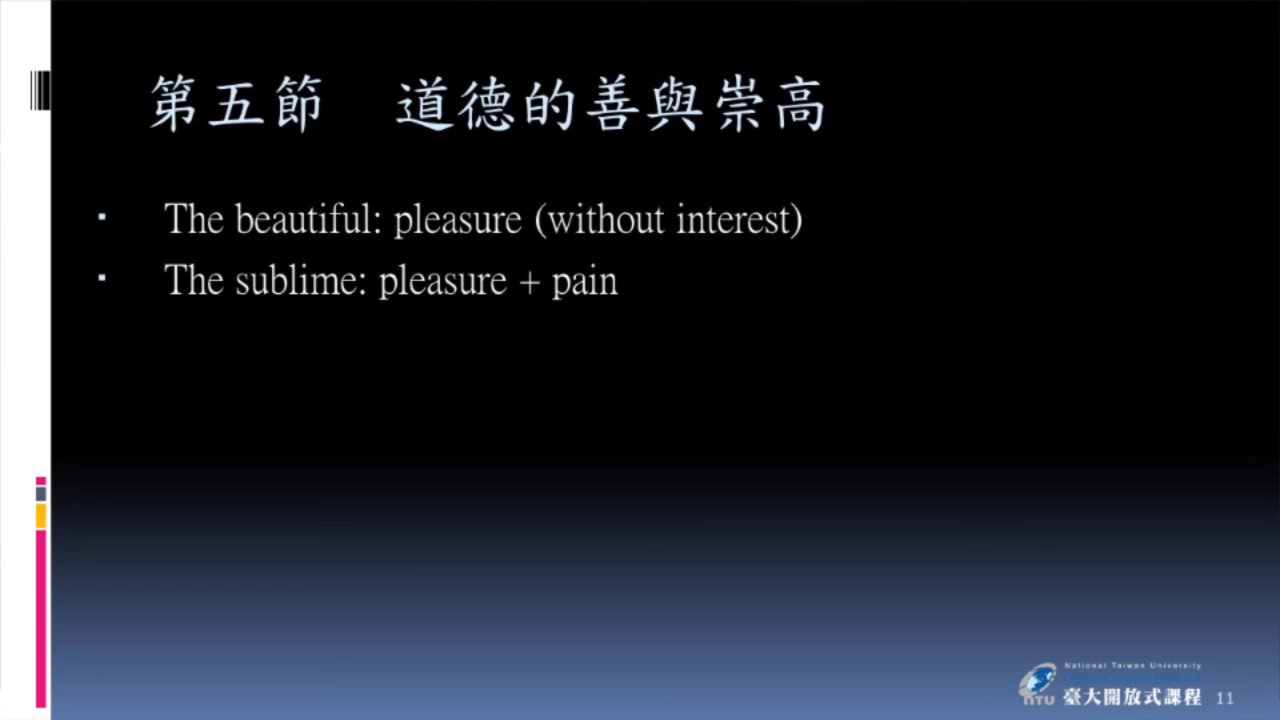 第五節 道德的善與崇高
The beautiful: pleasure (without interest)
The sublime: pleasure + pain
National Taiwan University
NTU 臺大開放式課程 11